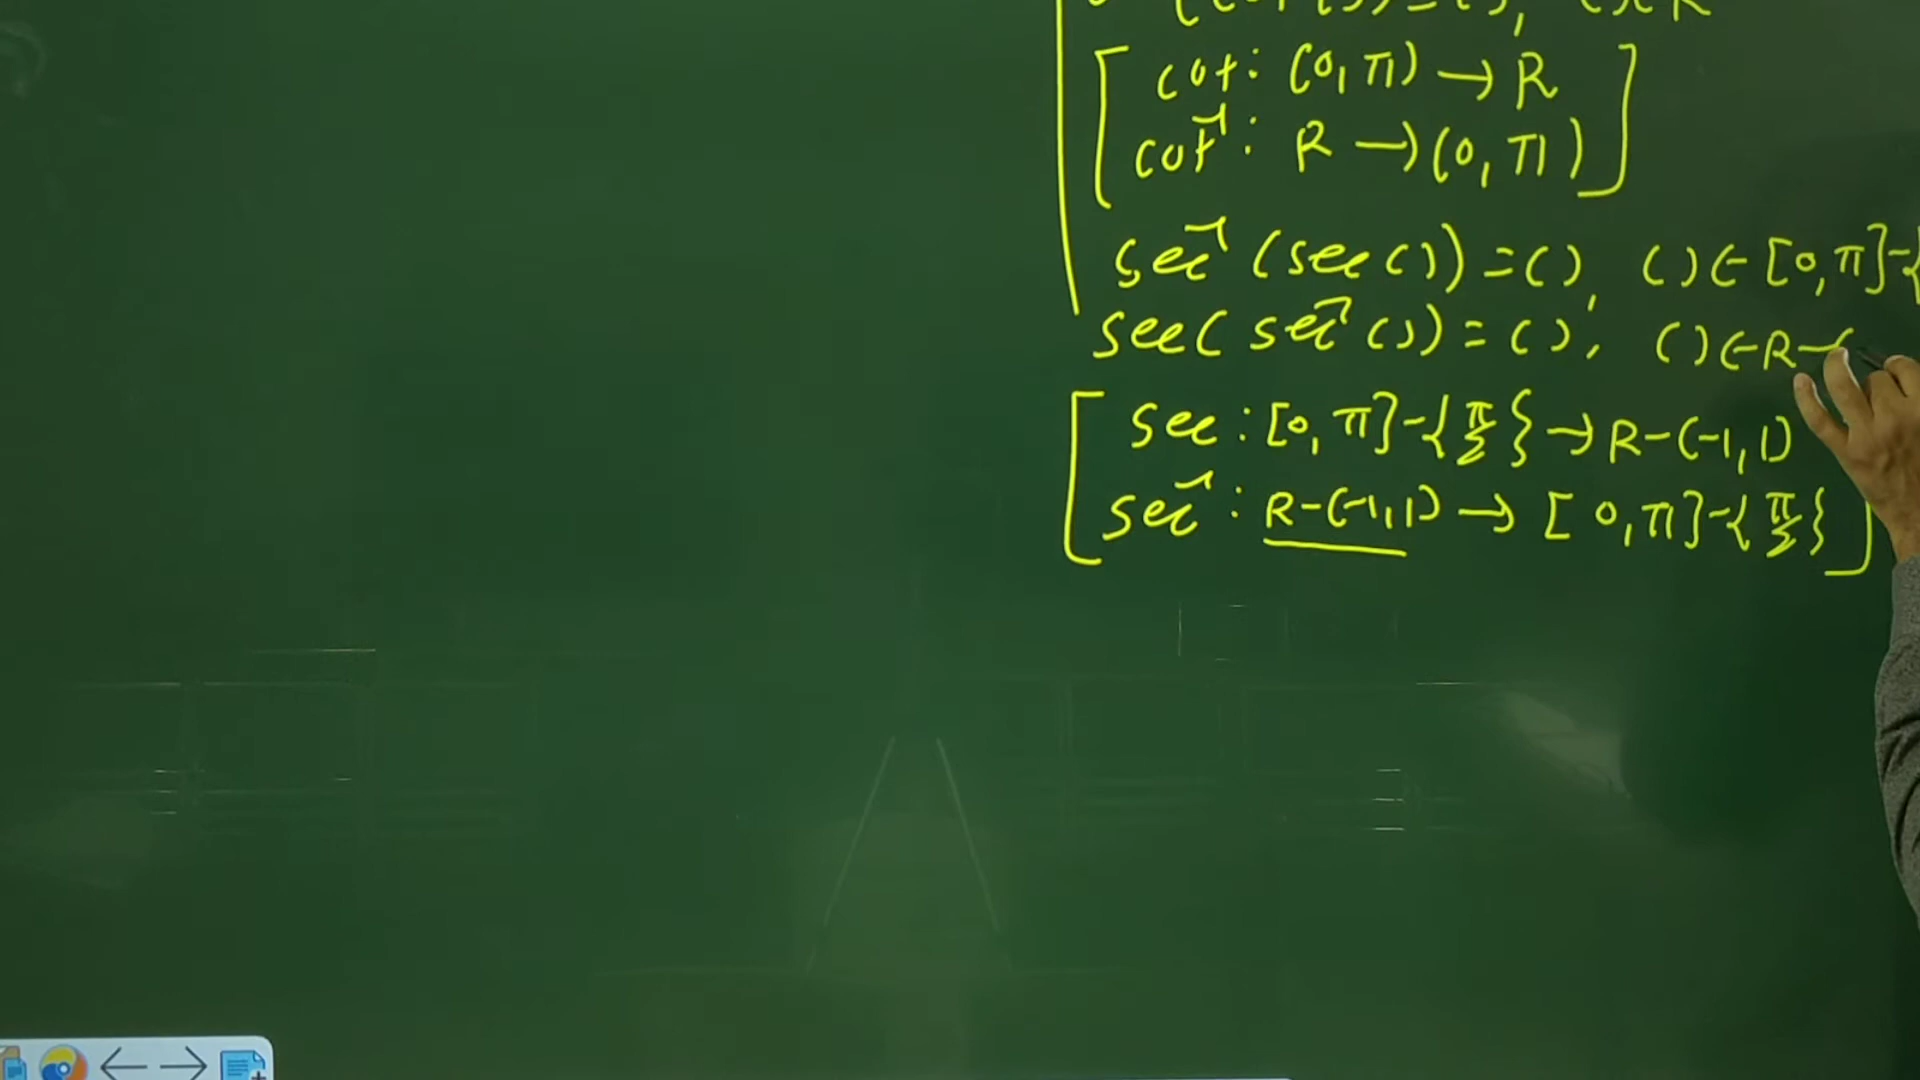 cot: (0, π) → R
cot⁻¹: R → (0, π)
sec⁻¹(sec()) = (), () ∈ [0, π] - {
sec(sec⁻¹()) = (), () ∈ R - (
sec: [0, π] - {π/2} → R - (-1, 1)
sec⁻¹: R - (-1, 1) → [0, π] - {π/2}